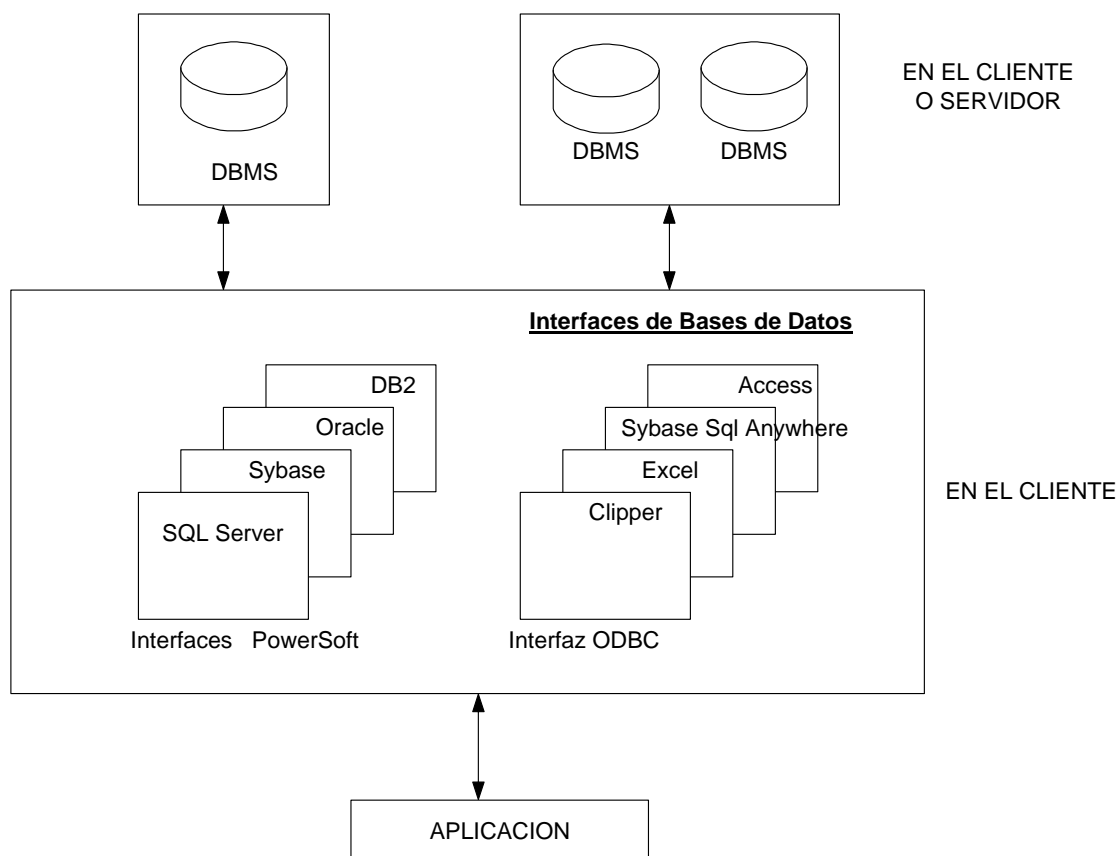 EN EL CLIENTE
O SERVIDOR
DBMS
DBMS
DBMS
Interfaces de Bases de Datos
DB2
Oracle
Sybase
SQL Server
Interfaces PowerSoft
Access
Sybase Sql Anywhere
Excel
Clipper
Interfaz ODBC
EN EL CLIENTE
APLICACION